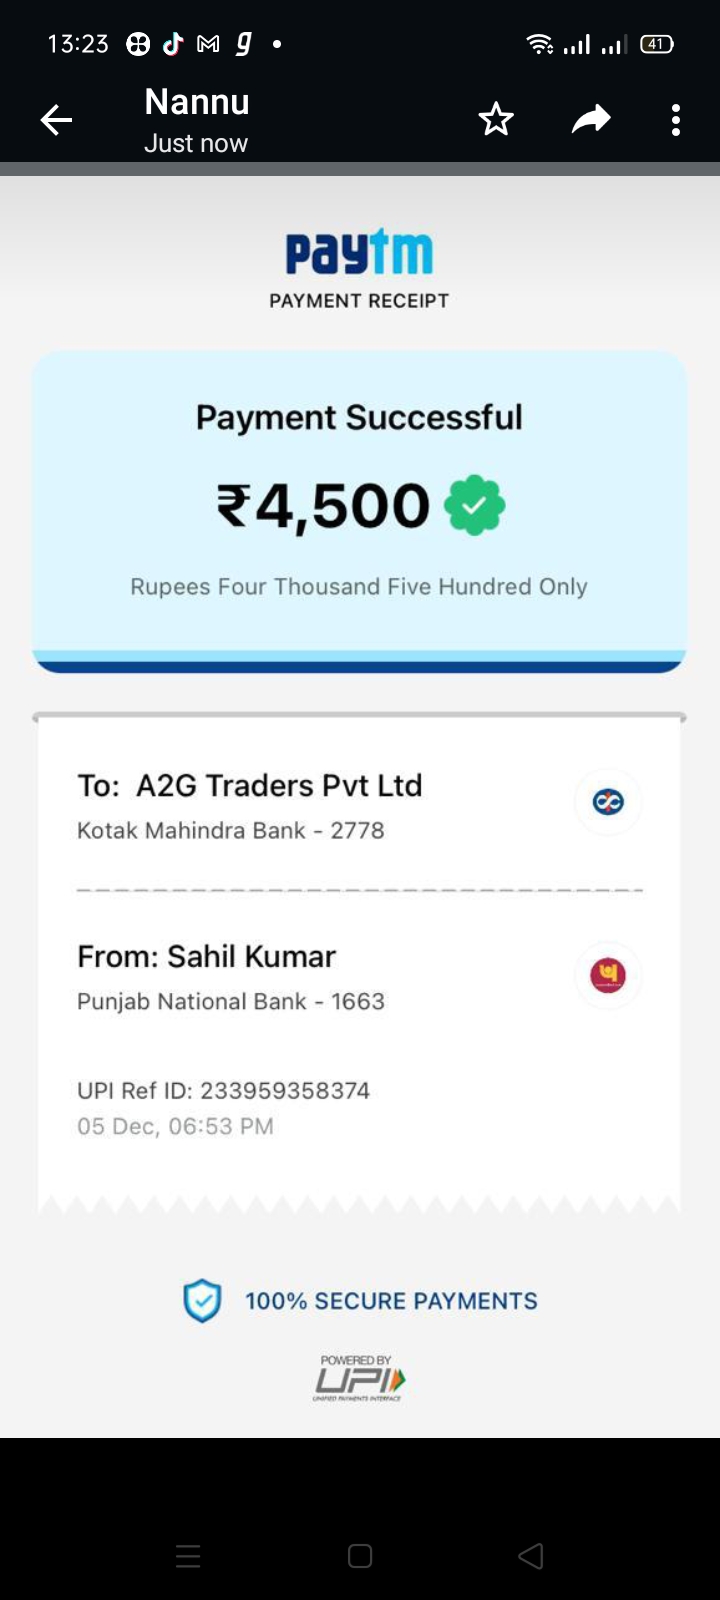 13:23
41
Nannu
Just now
paytm
PAYMENT RECEIPT
Payment Successful
₹4,500
Rupees Four Thousand Five Hundred Only
To: A2G Traders Pvt Ltd
Kotak Mahindra Bank - 2778
From: Sahil Kumar
Punjab National Bank - 1663
UPI Ref ID: 233959358374
05 Dec, 06:53 PM
100% SECURE PAYMENTS
POWERED BY
UPI
UNIFIED PAYMENTS INTERFACE